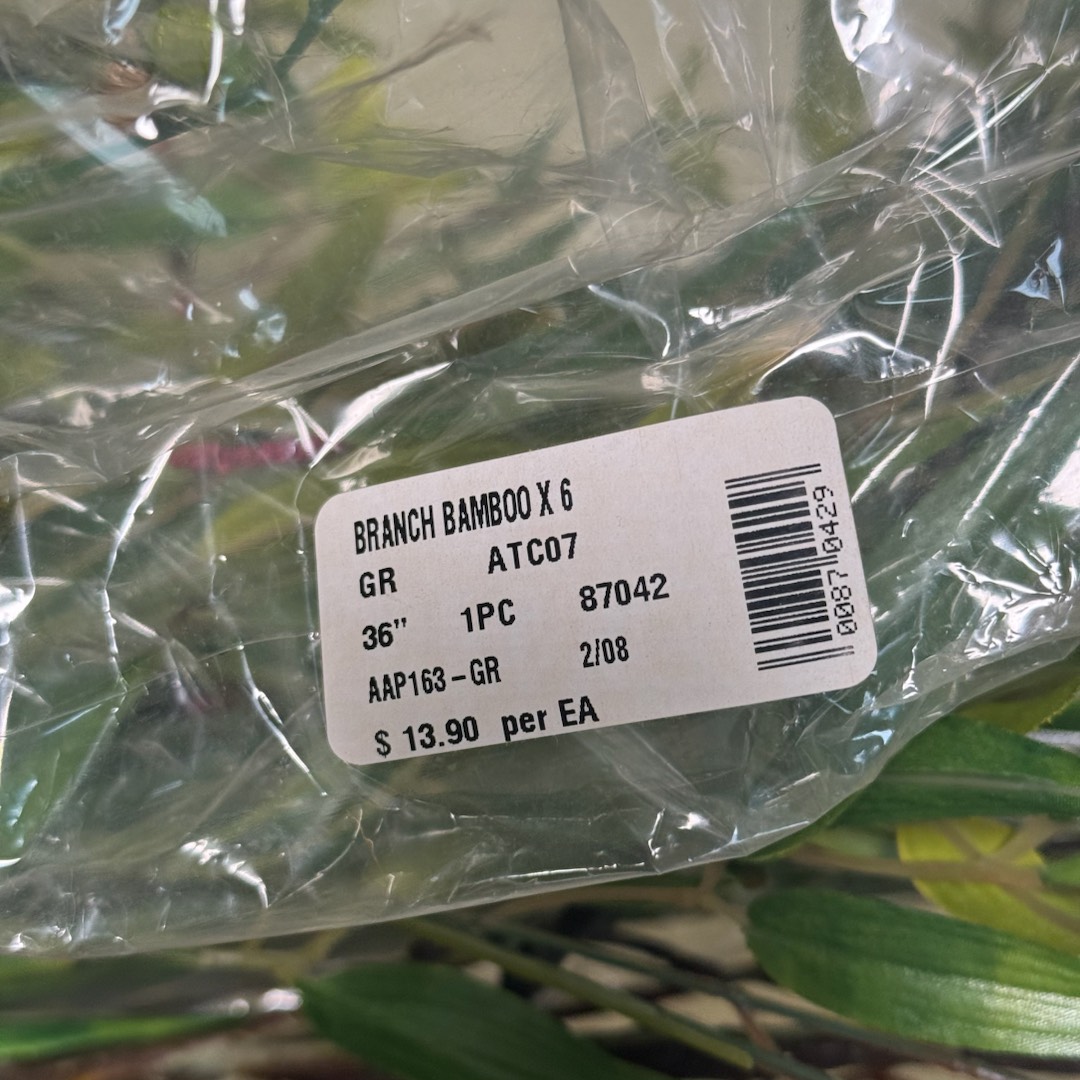 BRANCH BAMBOO X 6
GR ATC07
36” 1PC 87042
AAP163-GR 2/08
$ 13.90 per EA
00870429